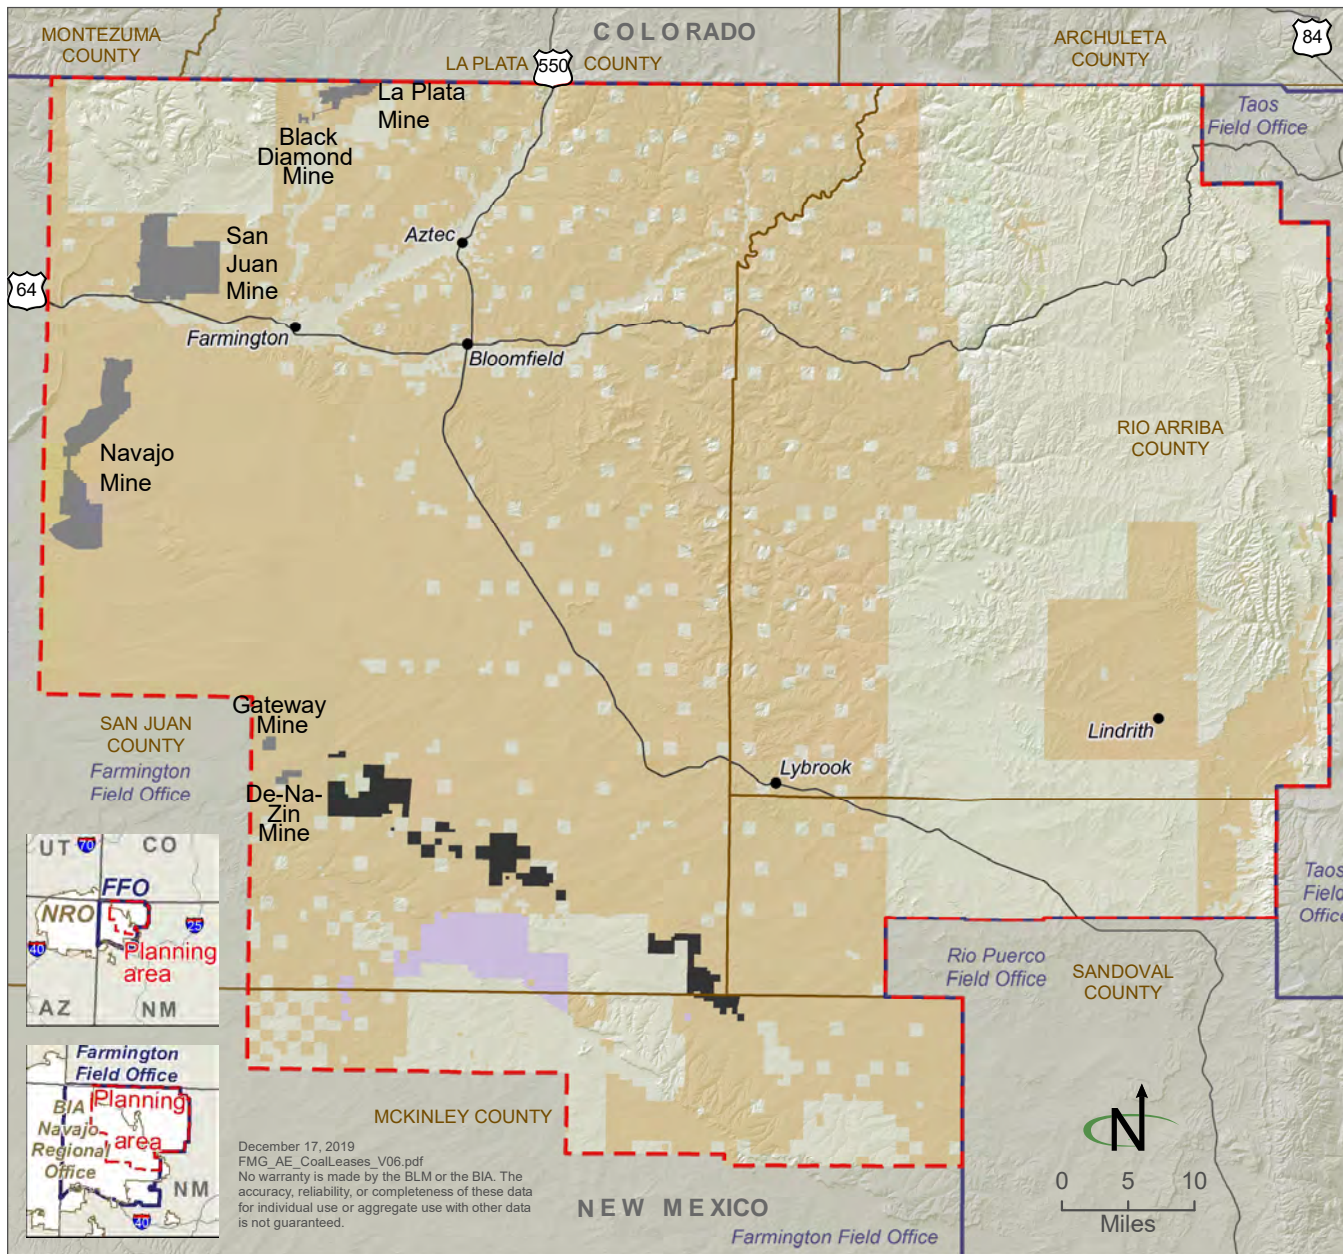 COLORADO
MONTEZUMA
COUNTY
LA PLATA
550
COUNTY
ARCHULETA
COUNTY
84
La Plata
Mine
Taos
Field Office
Black
Diamond
Mine
San
Juan
Mine
Aztec
64
Farmington
Bloomfield
Navajo
Mine
RIO ARRIBA
COUNTY
Gateway
Mine
SAN JUAN
COUNTY
Farmington
Field Office
Lindrith
Lybrook
De-Na-
Zin
Mine
UT
70
CO
FFO
NRO
25
40
Planning
area
AZ
NM
Taos
Field
Office
Rio Puerco
Field Office
SANDOVAL
COUNTY
Farmington
Field Office
Planning
area
BIA
Navajo
Regional
Office
NM
40
MCKINLEY COUNTY
December 17, 2019
FMG_AE_CoalLeases_V06.pdf
No warranty is made by the BLM or the BIA. The
accuracy, reliability, or completeness of these data
for individual use or aggregate use with other data
is not guaranteed.
NEW MEXICO
Farmington Field Office
N
0 5 10
Miles